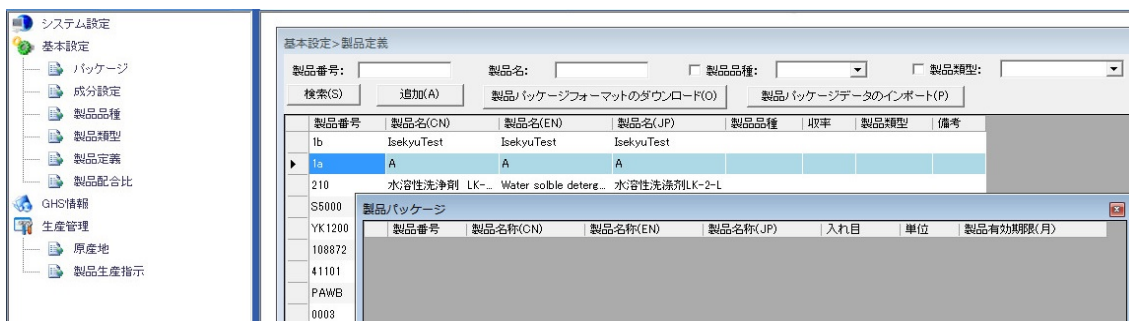 システム設定
基本設定
パッケージ
成分設定
製品品種
製品類型
製品定義
製品配合比
GHS情報
生産管理
原産地
製品生産指示
基本設定>製品定義
製品番号: 製品名: 製品品種: 製品類型:
検索(S) 追加(A) 製品パッケージフォーマットのダウンロード(O) 製品パッケージデータのインポート(P)
製品番号 製品名(CN) 製品名(EN) 製品名(JP) 製品品種 収率 製品類型 備考
1b IsekyuTest IsekyuTest IsekyuTest
1a A A A
210 水溶性洗浄剤 LK-... Water solble deterg... 水溶性洗涤剂LK-2-L
S5000
YK1200
108872
41101
PAWB
0003
製品パッケージ
製品番号 製品名称(CN) 製品名称(EN) 製品名称(JP) 入れ目 単位 製品有効期限(月)